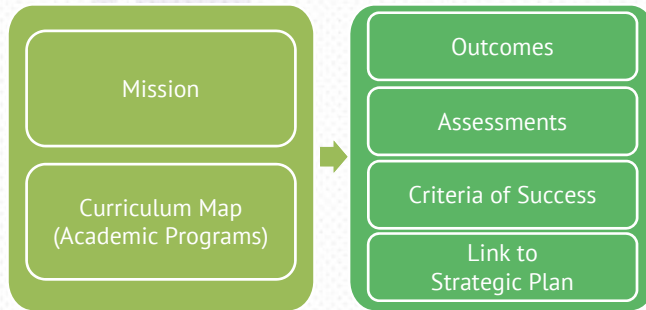 Mission
Curriculum Map
(Academic Programs)
Outcomes
Assessments
Criteria of Success
Link to
Strategic Plan